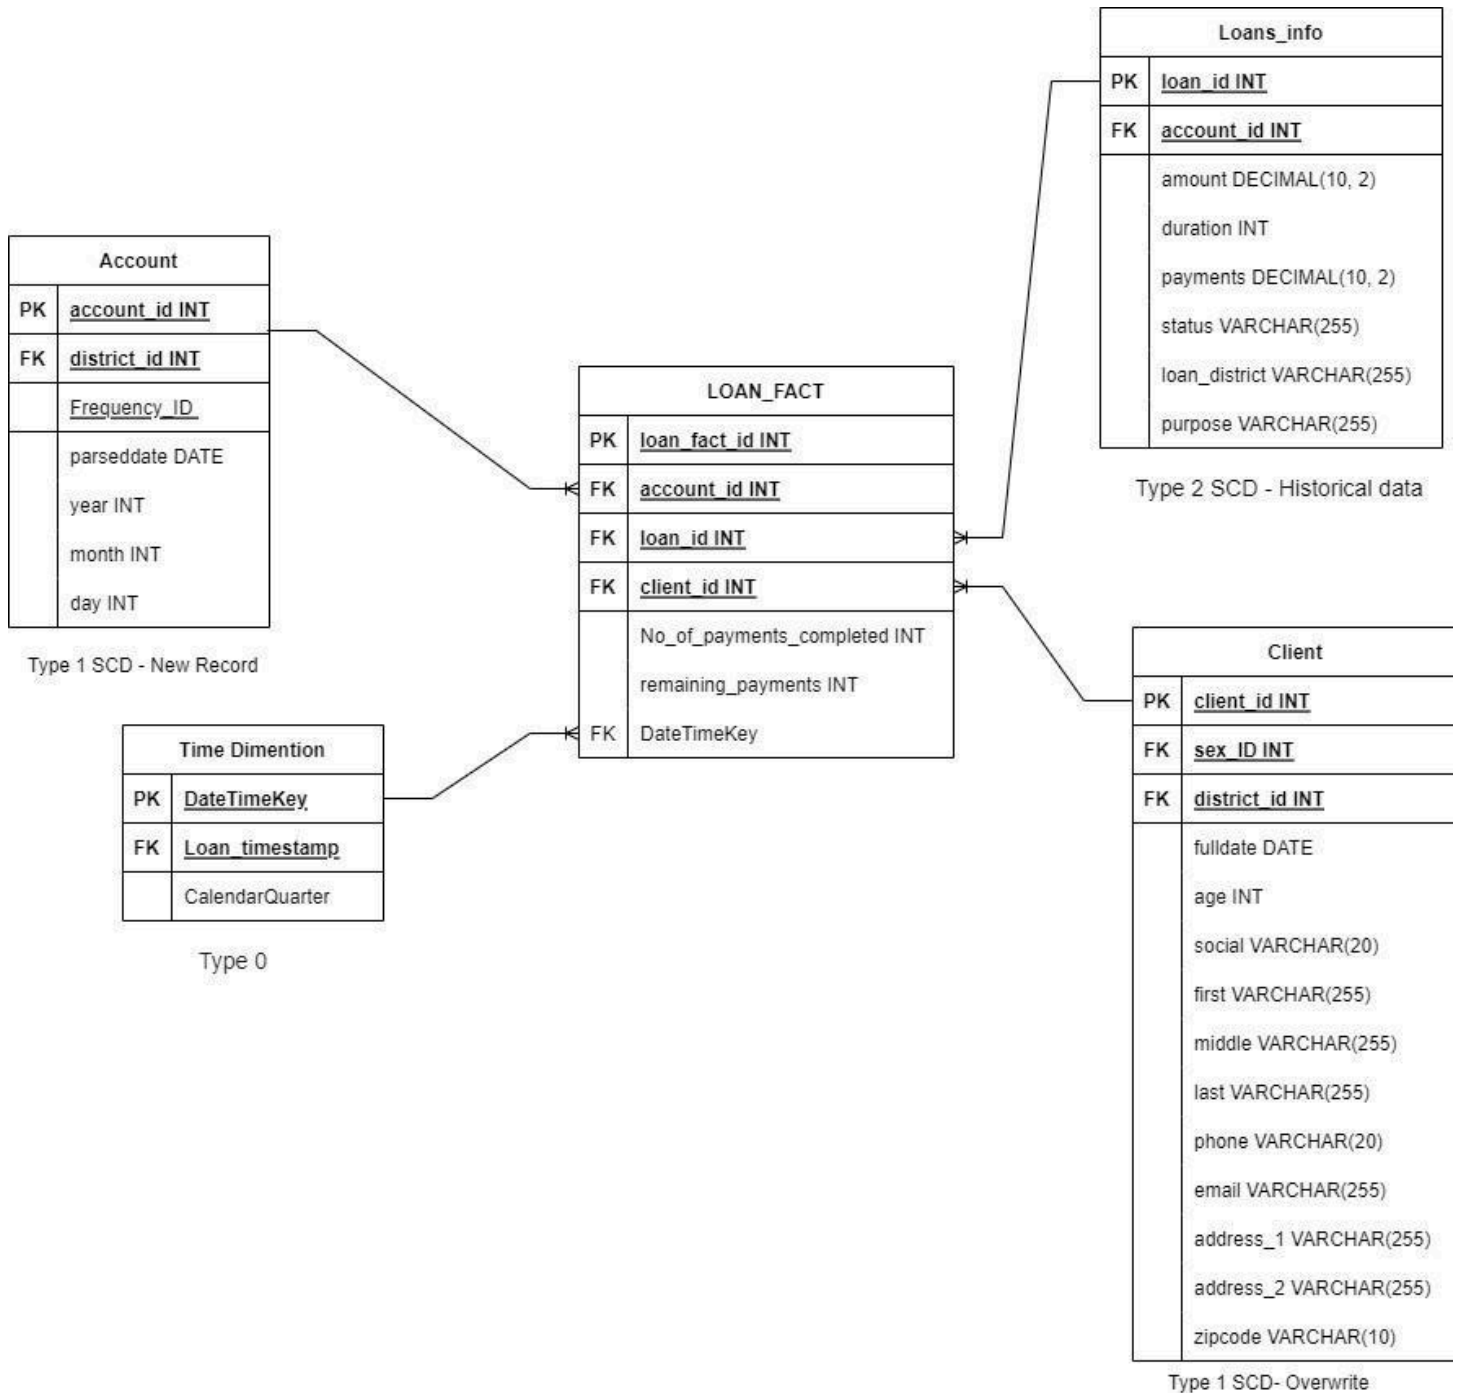 Loans_info
PK loan_id INT
FK account_id INT
amount DECIMAL(10, 2)
duration INT
payments DECIMAL(10, 2)
status VARCHAR(255)
loan_district VARCHAR(255)
purpose VARCHAR(255)
Type 2 SCD - Historical data
Account
PK account_id INT
FK district_id INT
Frequency_ID
parseddate DATE
year INT
month INT
day INT
Type 1 SCD - New Record
LOAN_FACT
PK loan_fact_id INT
FK account_id INT
FK loan_id INT
FK client_id INT
No_of_payments_completed INT
remaining_payments INT
FK DateTimeKey
Time Dimention
PK DateTimeKey
FK Loan_timestamp
CalendarQuarter
Type 0
Client
PK client_id INT
FK sex_ID INT
FK district_id INT
fulldate DATE
age INT
social VARCHAR(20)
first VARCHAR(255)
middle VARCHAR(255)
last VARCHAR(255)
phone VARCHAR(20)
email VARCHAR(255)
address_1 VARCHAR(255)
address_2 VARCHAR(255)
zipcode VARCHAR(10)
Type 1 SCD- Overwrite